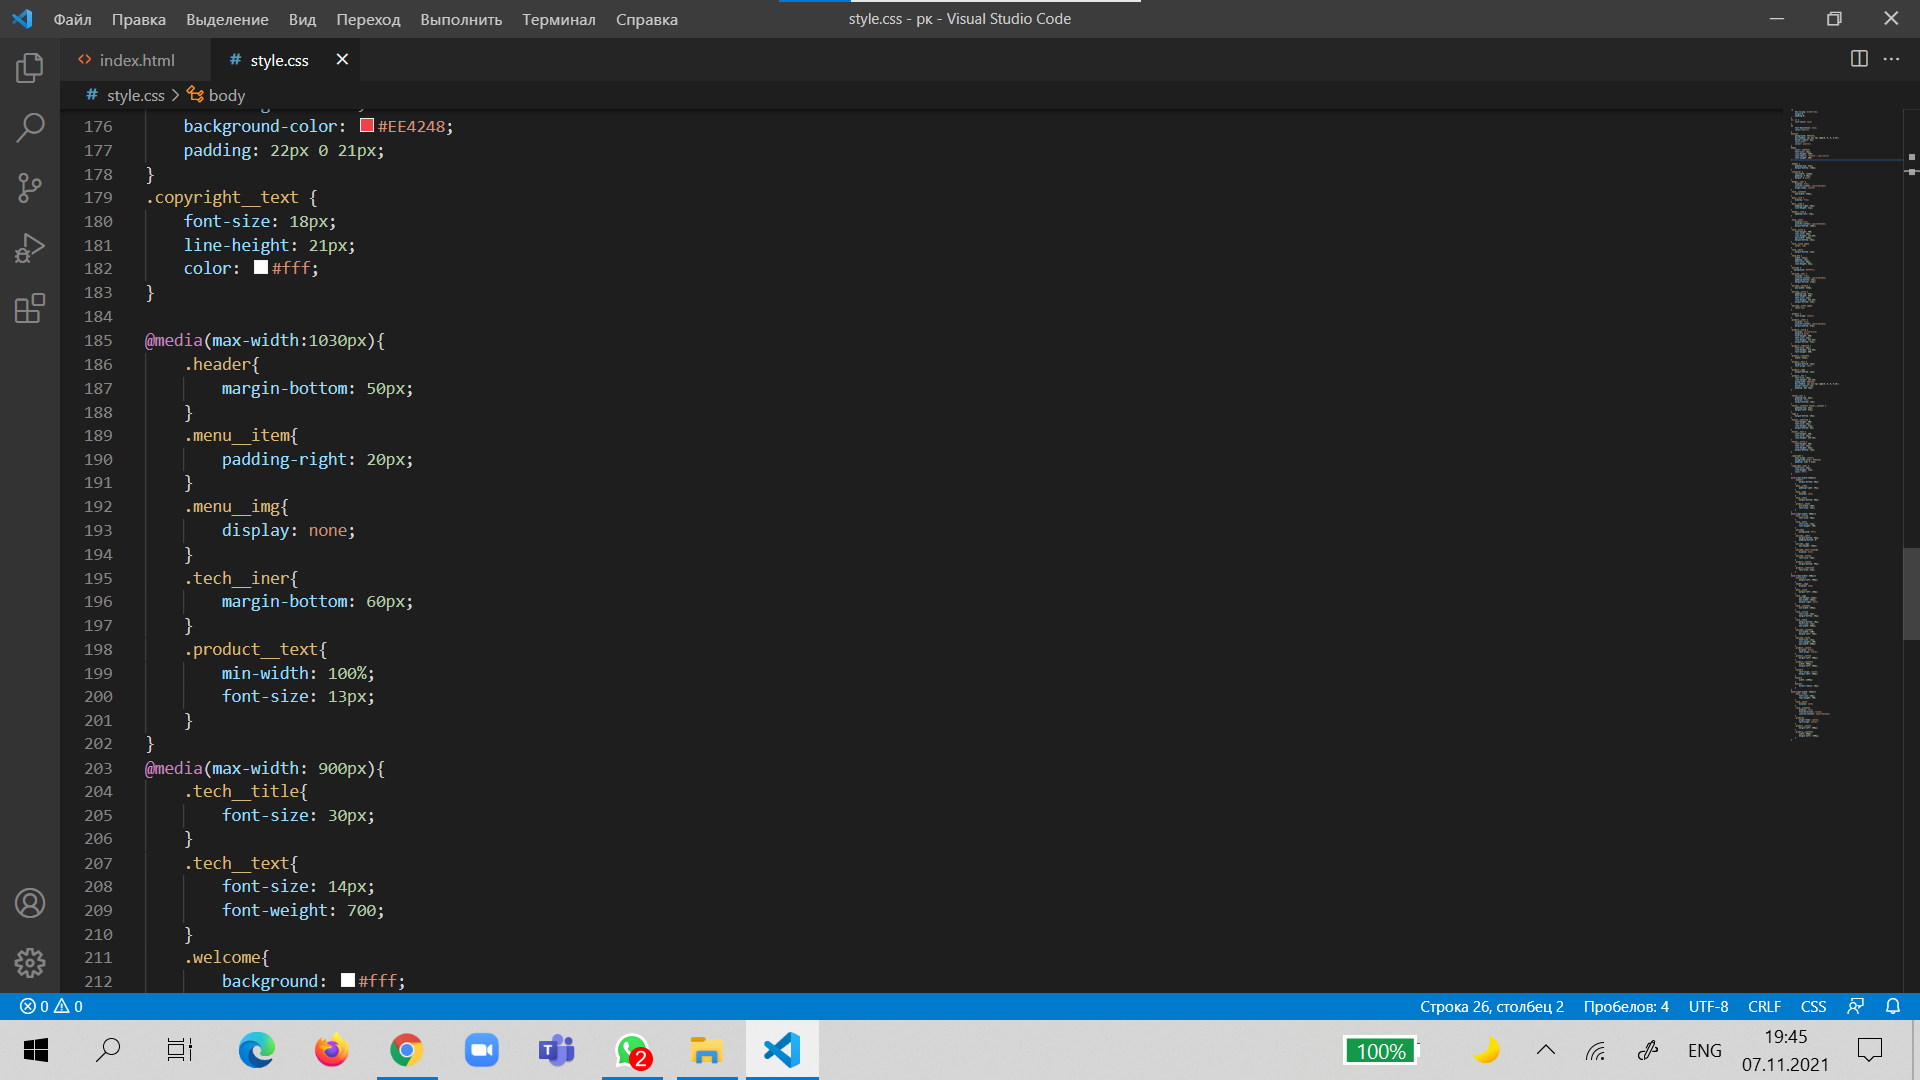 Файл Правка Выделение Вид Переход Выполнить Терминал Справка
style.css - рк - Visual Studio Code
index.html
# style.css
# style.css > body
176 background-color: #EE4248;
177 padding: 22px 0 21px;
178 }
179 .copyright__text {
180 font-size: 18px;
181 line-height: 21px;
182 color: #fff;
183 }
184
185 @media(max-width:1030px){
186 .header{
187 margin-bottom: 50px;
188 }
189 .menu__item{
190 padding-right: 20px;
191 }
192 .menu__img{
193 display: none;
194 }
195 .tech__iner{
196 margin-bottom: 60px;
197 }
198 .product__text{
199 min-width: 100%;
200 font-size: 13px;
201 }
202 }
203 @media(max-width: 900px){
204 .tech__title{
205 font-size: 30px;
206 }
207 .tech__text{
208 font-size: 14px;
209 font-weight: 700;
210 }
211 .welcome{
212 background: #fff;
0 0
Строка 26, столбец 2 Пробелов: 4 UTF-8 CRLF CSS
2
100%
ENG
19:45
07.11.2021